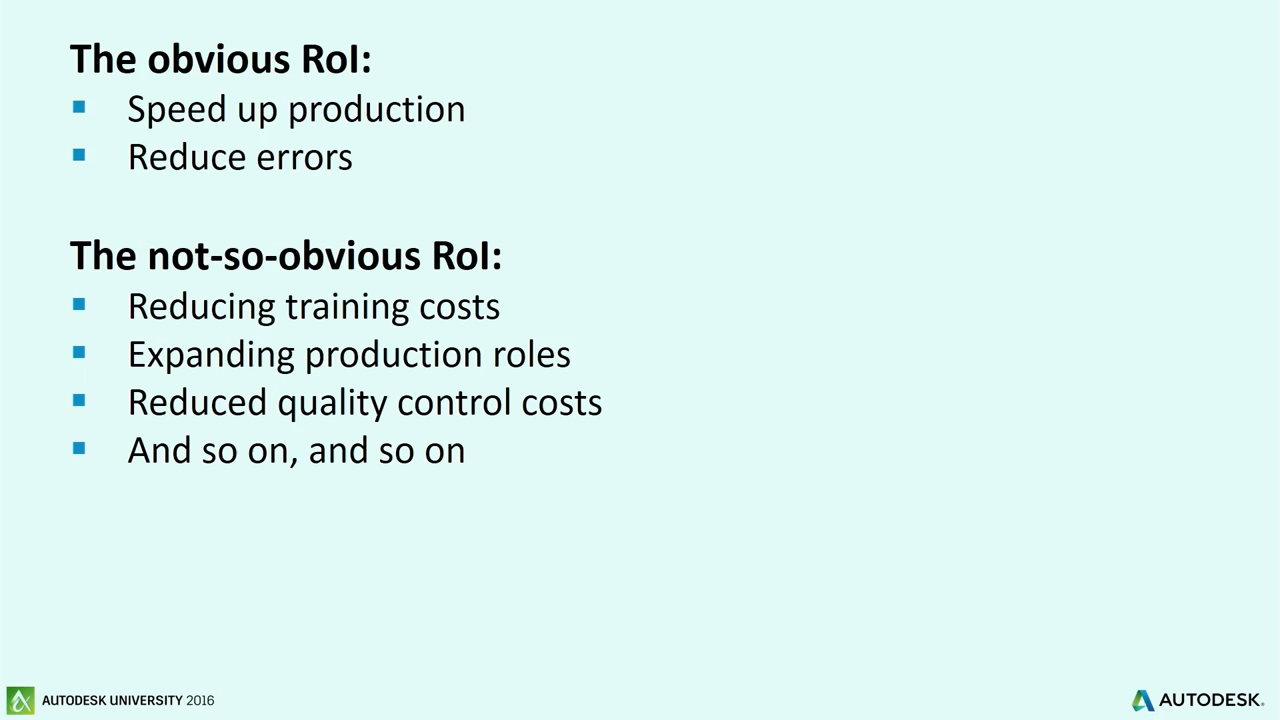 The obvious RoI:
▪ Speed up production
▪ Reduce errors
The not-so-obvious RoI:
▪ Reducing training costs
▪ Expanding production roles
▪ Reduced quality control costs
▪ And so on, and so on
AUTODESK UNIVERSITY 2016
AUTODESK.